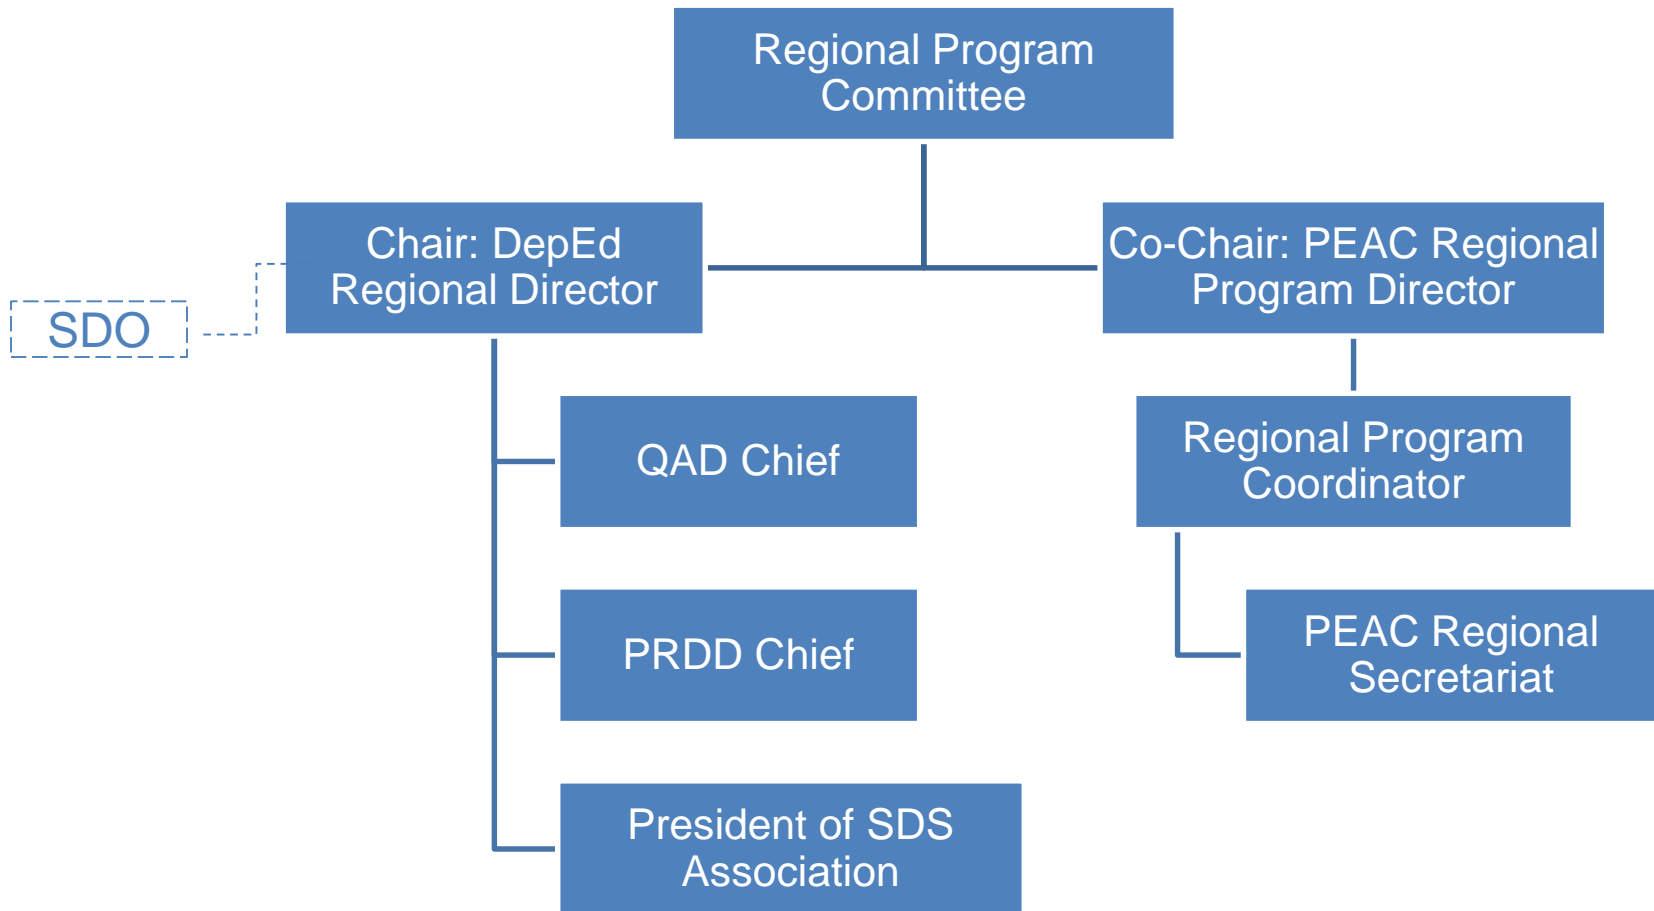 Regional Program
Committee
Chair: DepEd
Regional Director
Co-Chair: PEAC Regional
Program Director
SDO
QAD Chief
Regional Program
Coordinator
PRDD Chief
PEAC Regional
Secretariat
President of SDS
Association